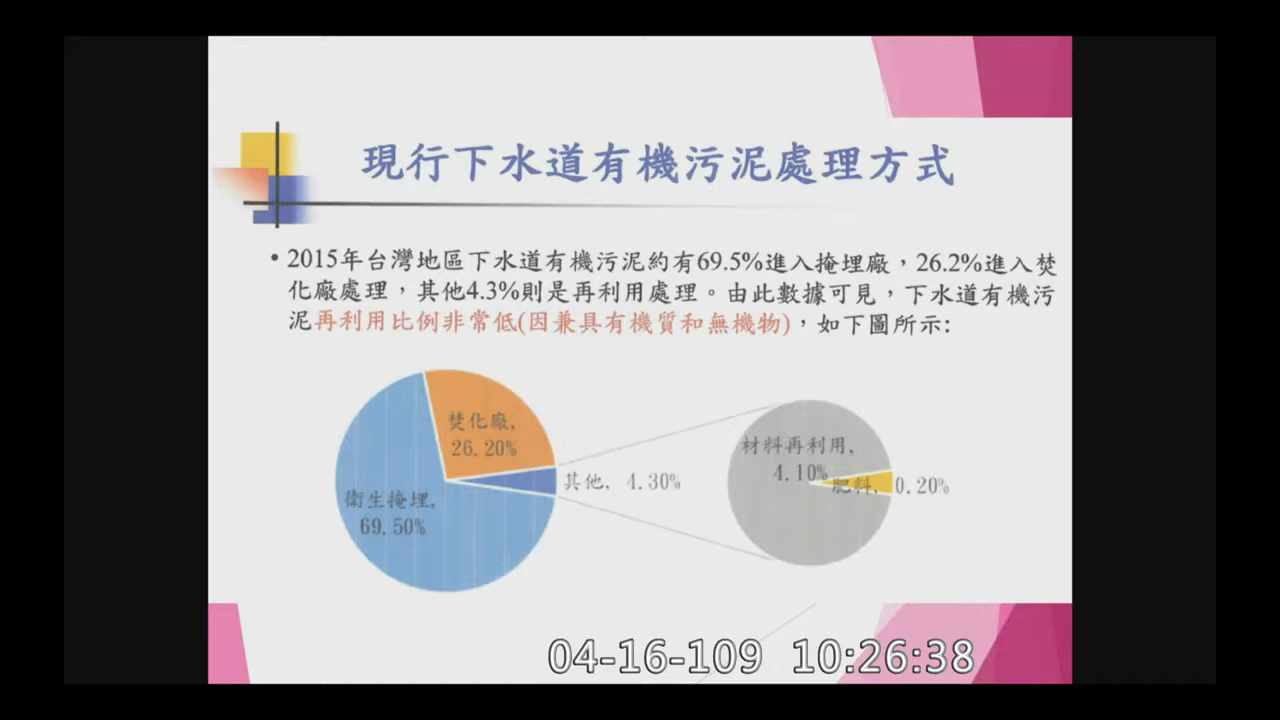 現行下水道有機污泥處理方式
• 2015年台灣地區下水道有機污泥約有69.5%進入掩埋廠，26.2%進入焚
化廠處理，其他4.3%則是再利用處理。由此數據可見，下水道有機污
泥再利用比例非常低(因兼具有機質和無機物)，如下圖所示:
焚化廠,
26.20%
衛生掩埋,
69.50%
其他, 4.30%
材料再利用,
4.10%
肥料, 0.20%
04-16-109 10:26:38